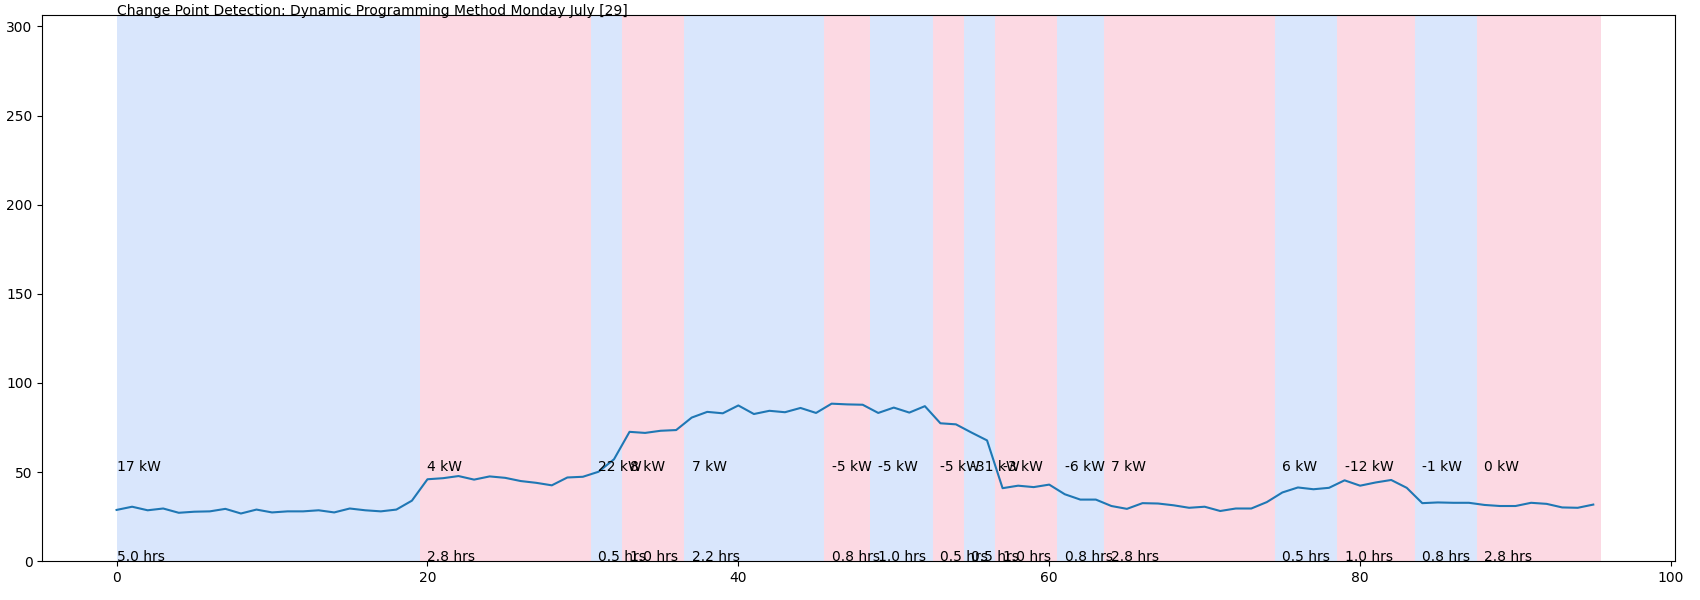 Change Point Detection: Dynamic Programming Method Monday July [29]
300
250
200
150
100
50
0
17 kW 4 kW 22 kW 8 kW 7 kW -5 kW -5 kW -5 kW -31 kW -3 kW -6 kW 7 kW 6 kW -12 kW -1 kW 0 kW
5.0 hrs 2.8 hrs 0.5 hrs 1.0 hrs 2.2 hrs 0.8 hrs 1.0 hrs 0.5 hrs 0.5 hrs 1.0 hrs 0.8 hrs 2.8 hrs 0.5 hrs 1.0 hrs 0.8 hrs 2.8 hrs
0 20 40 60 80 100